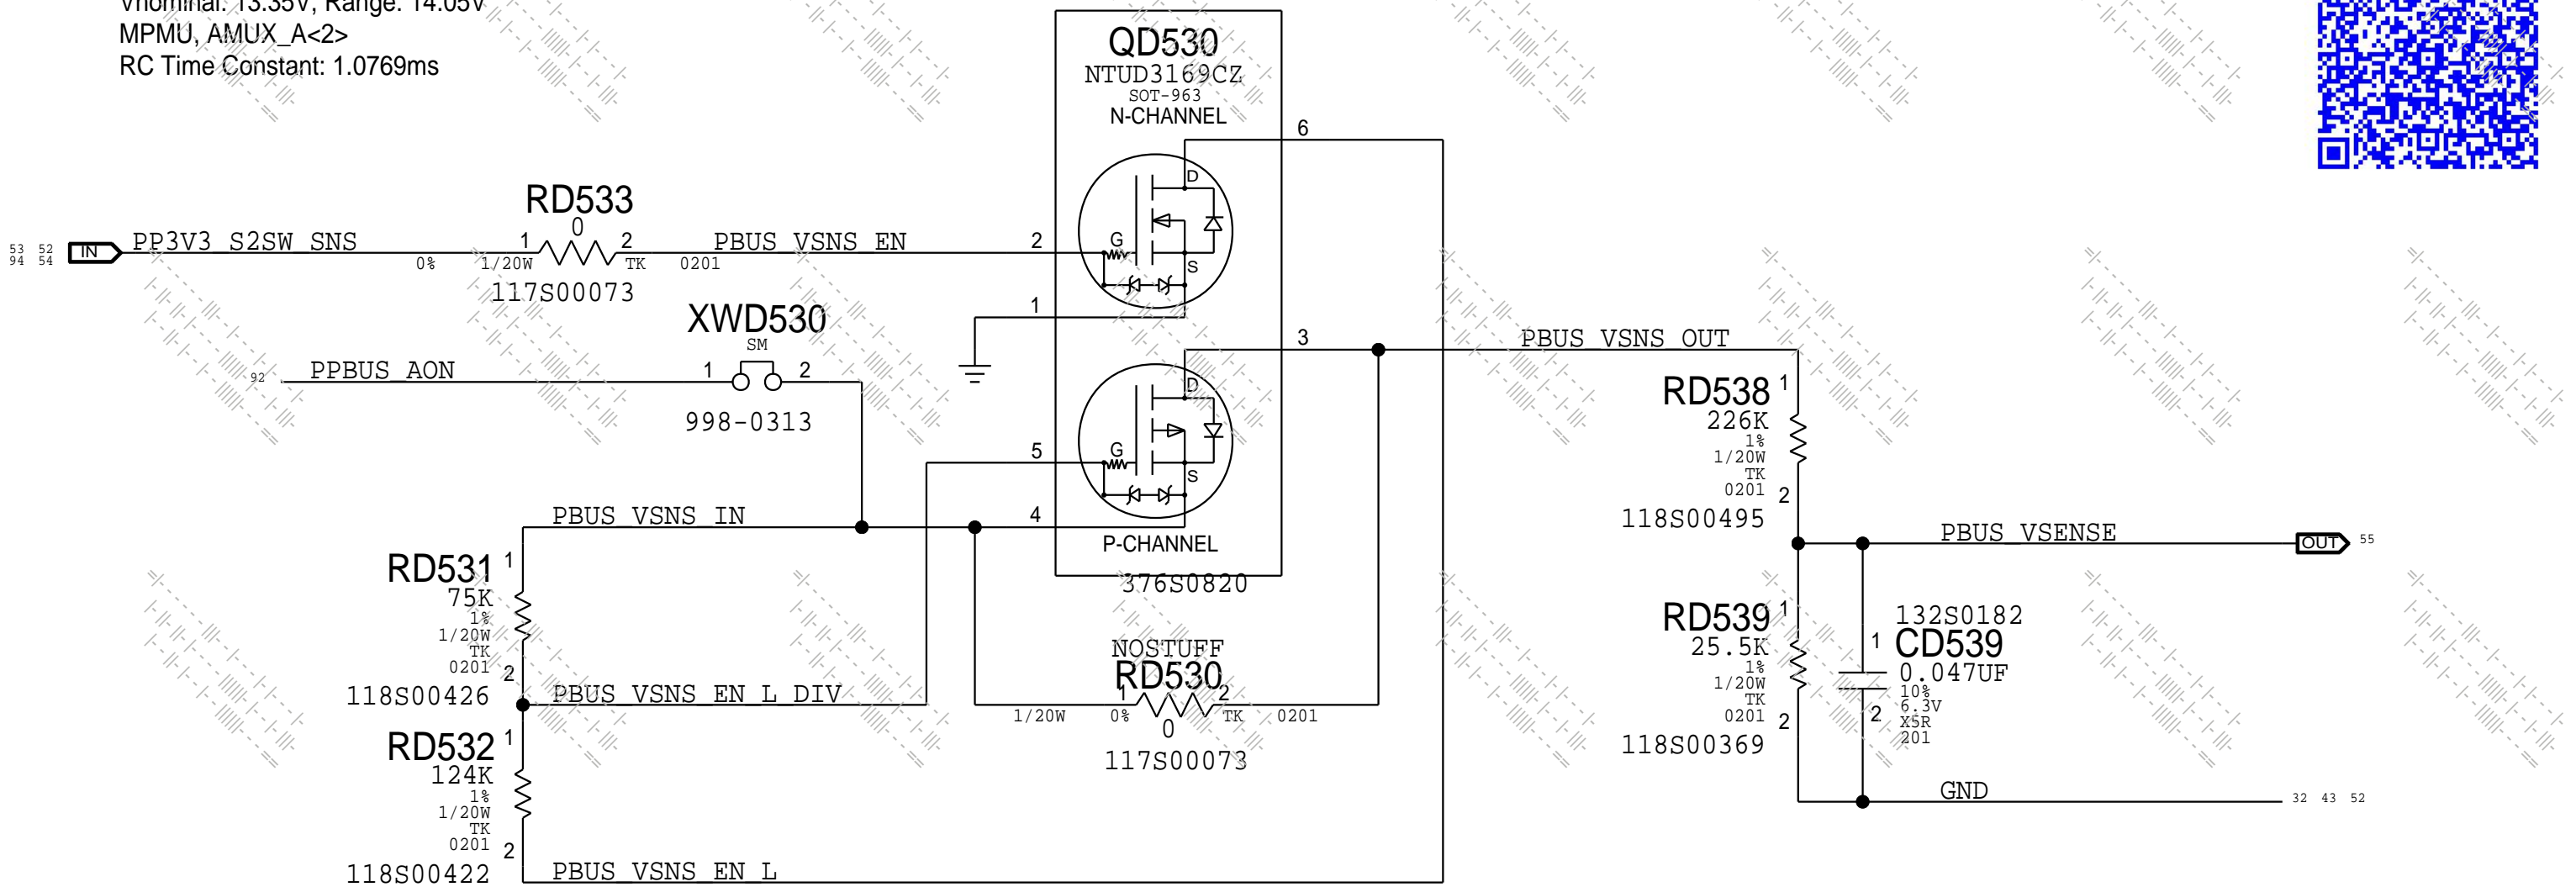 Vnominal: 13.35V, Range: 14.05V
MPMU, AMUX_A<2>
RC Time Constant: 1.0769ms
QD530
NTUD3169CZ
SOT-963
N-CHANNEL
6
D
G
S
2
1
53 52
94 54
IN
PP3V3_S2SW_SNS
RD533
0
1
2
0%
1/20W
TK
0201
117S00073
PBUS_VSNS_EN
XWD530
SM
92
PPBUS_AON
1
2
998-0313
3
D
G
S
5
4
P-CHANNEL
376S0820
PBUS_VSNS_OUT
PBUS_VSNS_IN
RD531
1
75K
1%
1/20W
TK
0201
2
118S00426
PBUS_VSNS_EN_L_DIV
RD532
1
124K
1%
1/20W
TK
0201
2
118S00422
PBUS_VSNS_EN_L
NOSTUFF
RD530
1
2
1/20W
0%
TK
0201
0
117S00073
RD538
1
226K
1%
1/20W
TK
0201
2
118S00495
PBUS_VSENSE
OUT
55
RD539
1
25.5K
1%
1/20W
TK
0201
2
118S00369
132S0182
1
CD539
0.047UF
10%
6.3V
X5R
201
2
GND
32 43 52